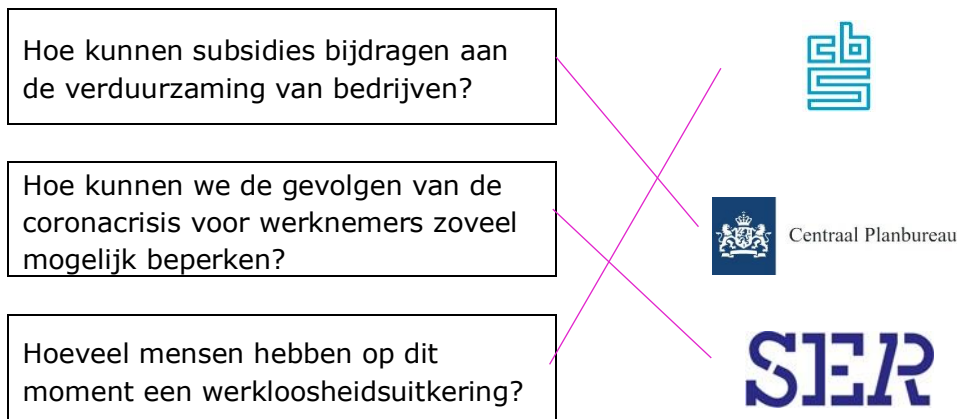 Hoe kunnen subsidies bijdragen aan
de verduurzaming van bedrijven?
cbs
Hoe kunnen we de gevolgen van de
coronacrisis voor werknemers zoveel
mogelijk beperken?
Centraal Planbureau
Hoeveel mensen hebben op dit
moment een werkloosheidsuitkering?
SER